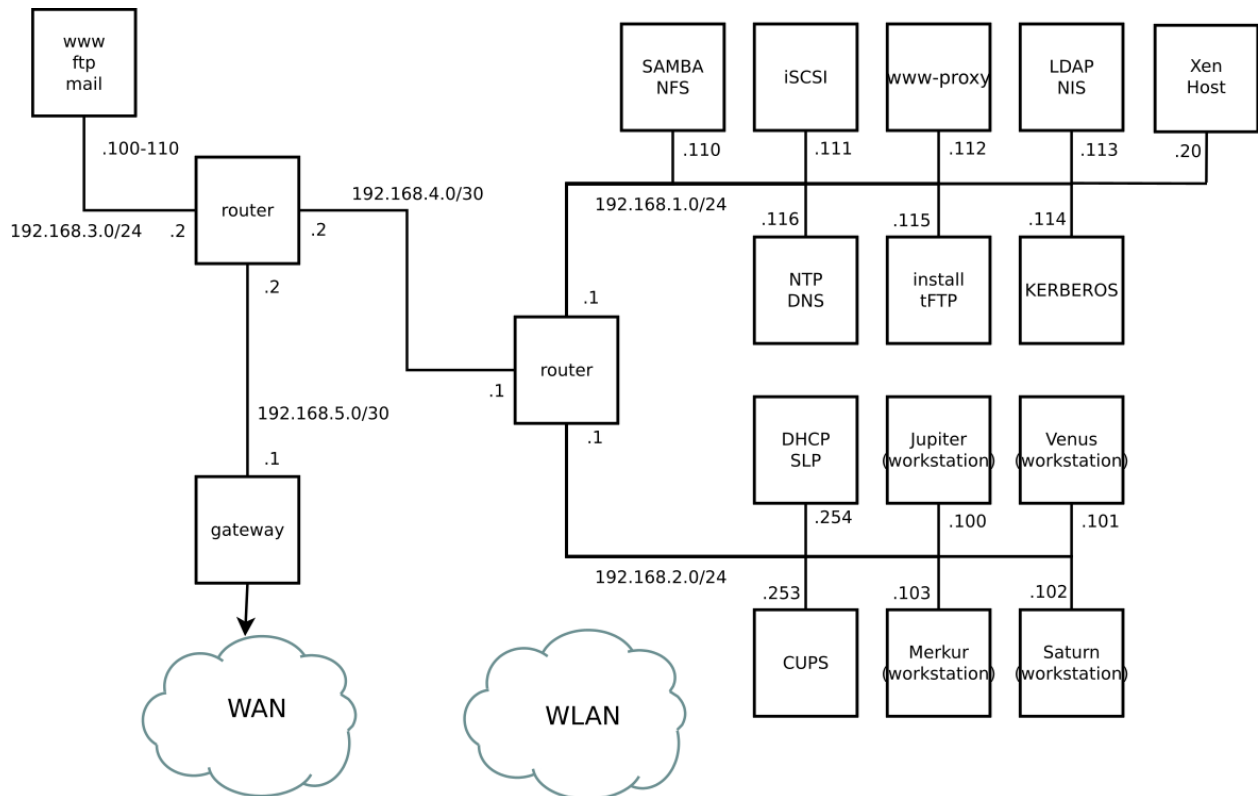 www
ftp
mail
.100-110
192.168.3.0/24
.2
router
.2
192.168.4.0/30
.2
192.168.5.0/30
.1
gateway
WAN
WLAN
router
.1
.1
.1
192.168.1.0/24
SAMBA
NFS
.110
iSCSI
.111
www-proxy
.112
LDAP
NIS
.113
Xen
Host
.20
.116
NTP
DNS
.115
install
tFTP
.114
KERBEROS
192.168.2.0/24
DHCP
SLP
.254
Jupiter
(workstation)
.100
Venus
(workstation)
.101
.253
CUPS
.103
Merkur
(workstation)
.102
Saturn
(workstation)